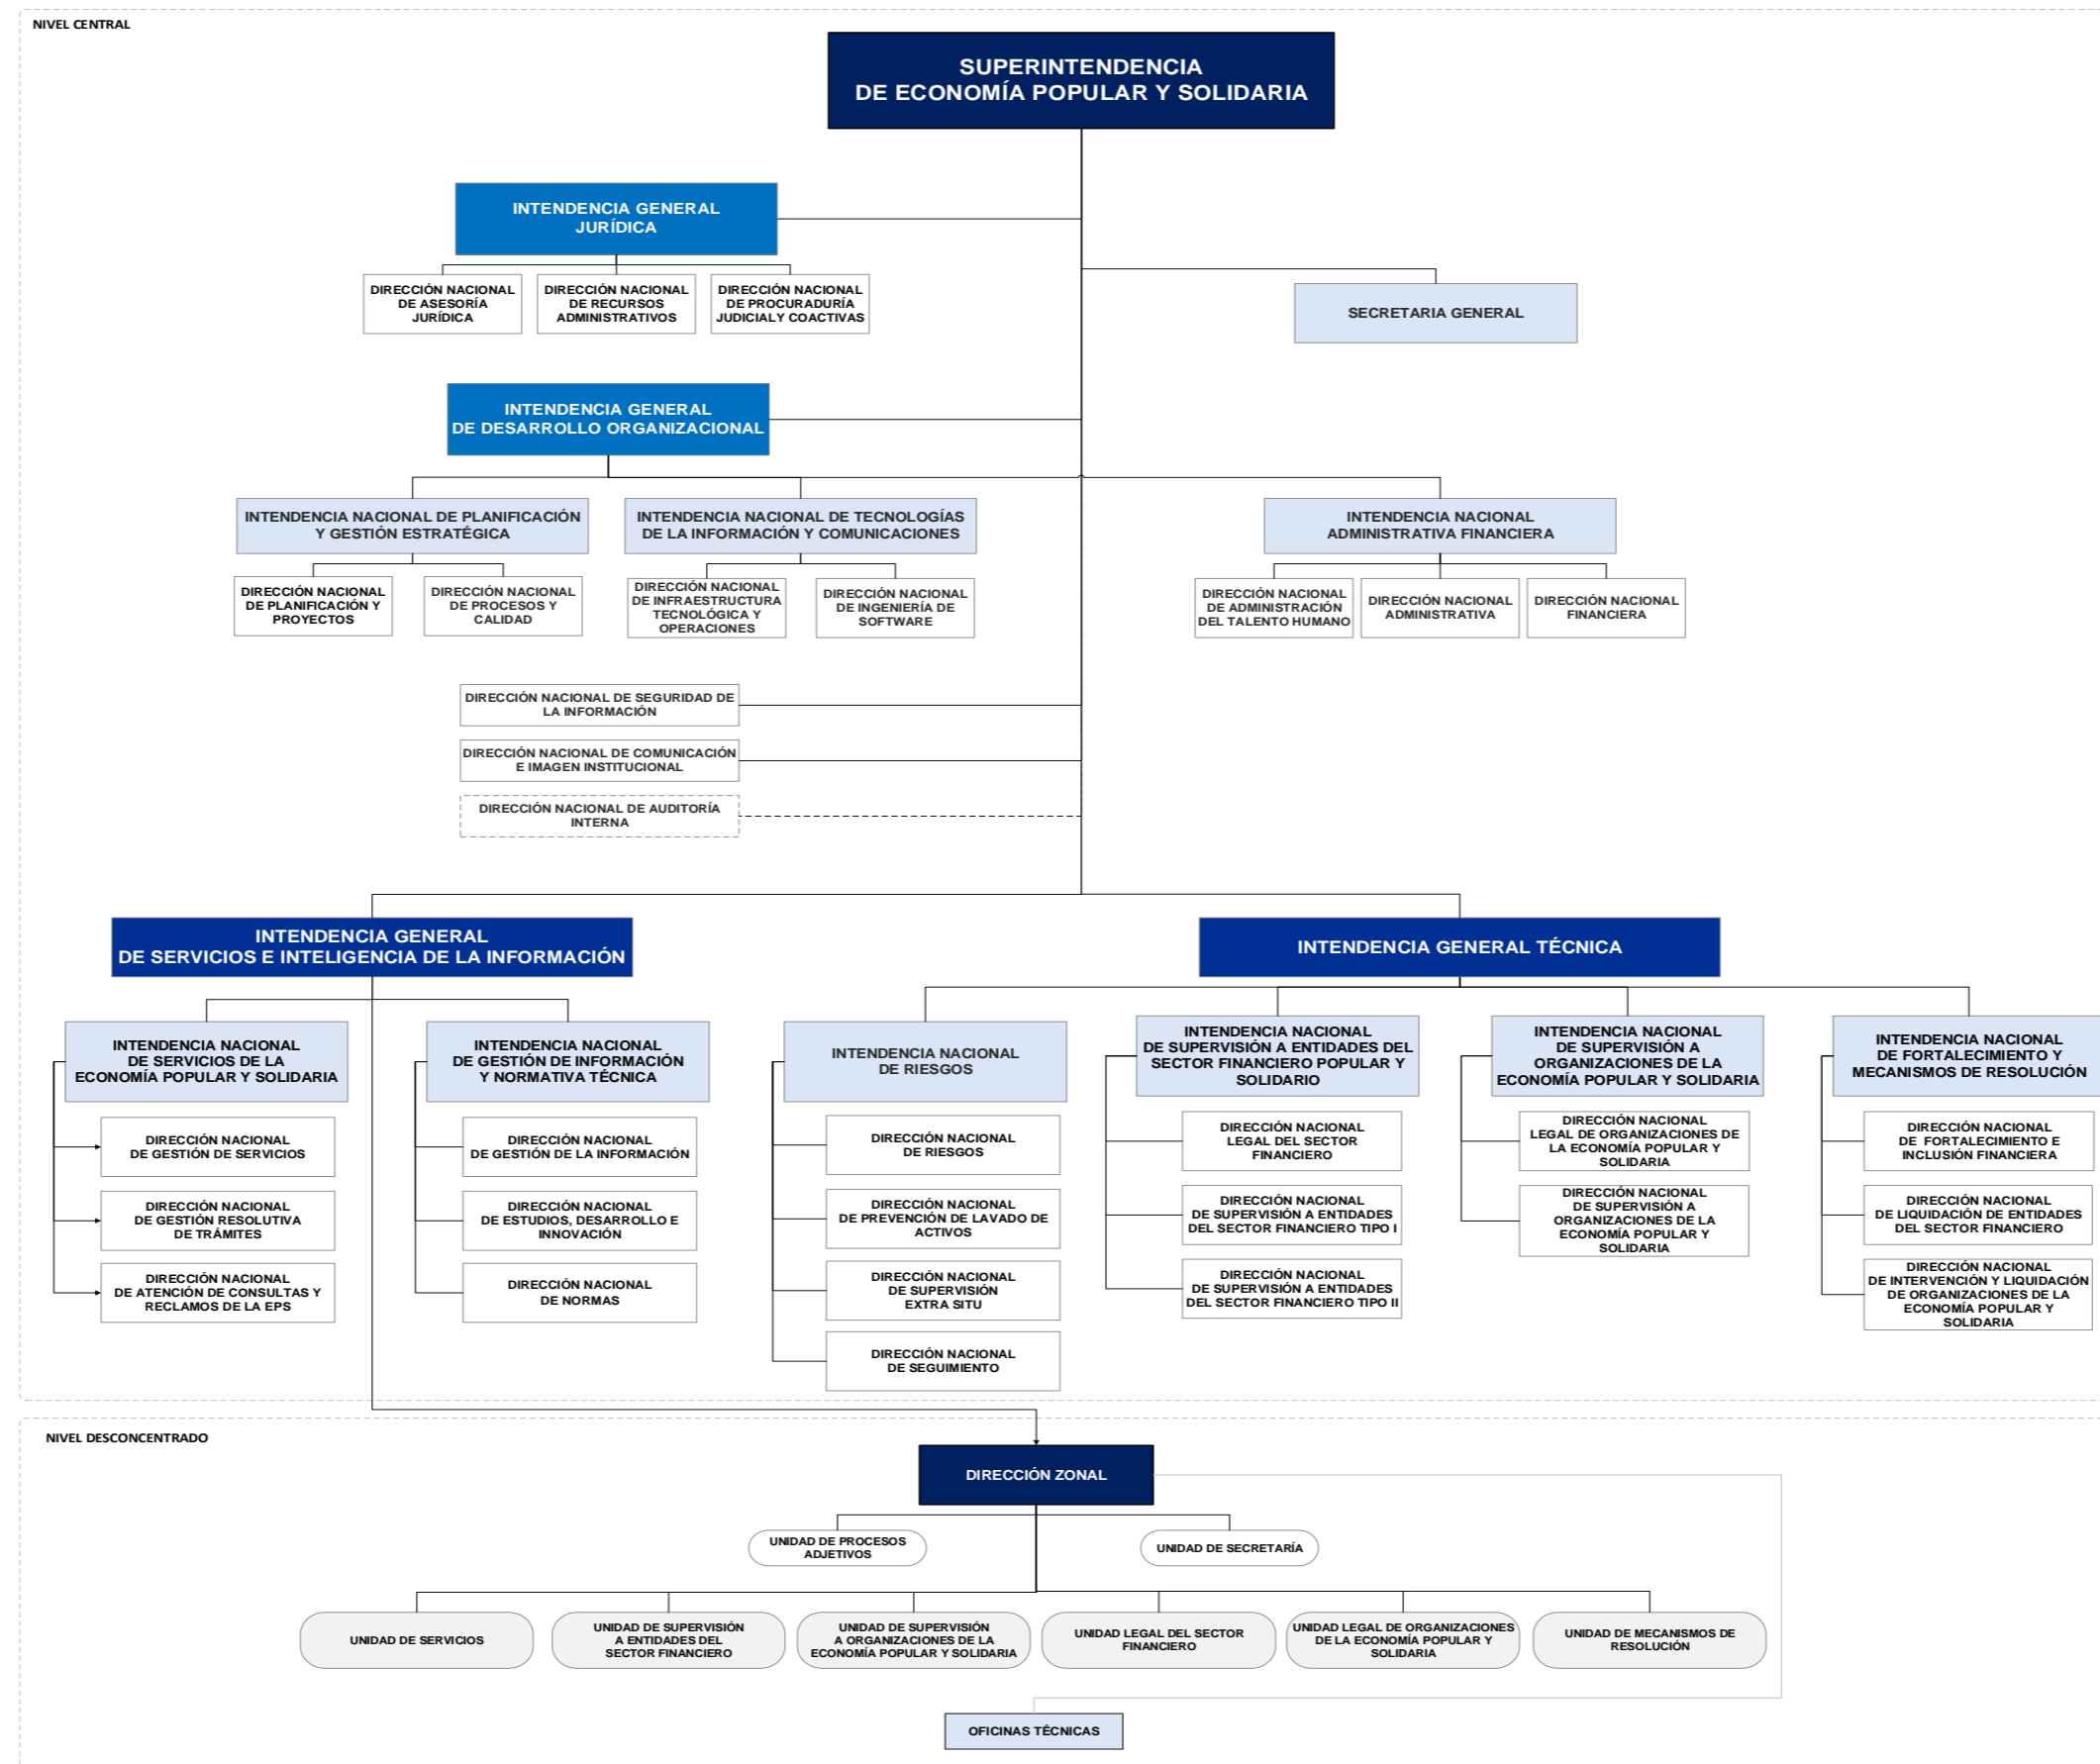 NIVEL CENTRAL
SUPERINTENDENCIA
DE ECONOMÍA POPULAR Y SOLIDARIA
INTENDENCIA GENERAL
JURÍDICA
DIRECCIÓN NACIONAL
DE ASESORÍA
JURÍDICA
DIRECCIÓN NACIONAL
DE RECURSOS
ADMINISTRATIVOS
DIRECCIÓN NACIONAL
DE PROCURADURÍA
JUDICIALY COACTIVAS
SECRETARIA GENERAL
INTENDENCIA GENERAL
DE DESARROLLO ORGANIZACIONAL
INTENDENCIA NACIONAL DE PLANIFICACIÓN
Y GESTIÓN ESTRATÉGICA
INTENDENCIA NACIONAL DE TECNOLOGÍAS
DE LA INFORMACIÓN Y COMUNICACIONES
INTENDENCIA NACIONAL
ADMINISTRATIVA FINANCIERA
DIRECCIÓN NACIONAL
DE PLANIFICACIÓN Y
PROYECTOS
DIRECCIÓN NACIONAL
DE PROCESOS Y
CALIDAD
DIRECCIÓN NACIONAL
DE INFRAESTRUCTURA
TECNOLÓGICA Y
OPERACIONES
DIRECCIÓN NACIONAL
DE INGENIERÍA DE
SOFTWARE
DIRECCIÓN NACIONAL
DE ADMINISTRACIÓN
DEL TALENTO HUMANO
DIRECCIÓN NACIONAL
ADMINISTRATIVA
DIRECCIÓN NACIONAL
FINANCIERA
DIRECCIÓN NACIONAL DE SEGURIDAD DE
LA INFORMACIÓN
DIRECCIÓN NACIONAL DE COMUNICACIÓN
E IMAGEN INSTITUCIONAL
DIRECCIÓN NACIONAL DE AUDITORÍA
INTERNA
INTENDENCIA GENERAL
DE SERVICIOS E INTELIGENCIA DE LA INFORMACIÓN
INTENDENCIA GENERAL TÉCNICA
INTENDENCIA NACIONAL
DE SERVICIOS DE LA
ECONOMÍA POPULAR Y SOLIDARIA
DIRECCIÓN NACIONAL
DE GESTIÓN DE SERVICIOS
DIRECCIÓN NACIONAL
DE GESTIÓN RESOLUTIVA
DE TRÁMITES
DIRECCIÓN NACIONAL
DE ATENCIÓN DE CONSULTAS Y
RECLAMOS DE LA EPS
INTENDENCIA NACIONAL
DE GESTIÓN DE INFORMACIÓN
Y NORMATIVA TÉCNICA
DIRECCIÓN NACIONAL
DE GESTIÓN DE LA INFORMACIÓN
DIRECCIÓN NACIONAL
DE ESTUDIOS, DESARROLLO E
INNOVACIÓN
DIRECCIÓN NACIONAL
DE NORMAS
INTENDENCIA NACIONAL
DE RIESGOS
DIRECCIÓN NACIONAL
DE RIESGOS
DIRECCIÓN NACIONAL
DE PREVENCIÓN DE LAVADO DE
ACTIVOS
DIRECCIÓN NACIONAL
DE SUPERVISIÓN
EXTRA SITU
DIRECCIÓN NACIONAL
DE SEGUIMIENTO
INTENDENCIA NACIONAL
DE SUPERVISIÓN A ENTIDADES DEL
SECTOR FINANCIERO POPULAR Y
SOLIDARIO
DIRECCIÓN NACIONAL
LEGAL DEL SECTOR
FINANCIERO
DIRECCIÓN NACIONAL
DE SUPERVISIÓN A ENTIDADES
DEL SECTOR FINANCIERO TIPO I
DIRECCIÓN NACIONAL
DE SUPERVISIÓN A ENTIDADES
DEL SECTOR FINANCIERO TIPO II
INTENDENCIA NACIONAL
DE SUPERVISIÓN A
ORGANIZACIONES DE LA
ECONOMÍA POPULAR Y SOLIDARIA
DIRECCIÓN NACIONAL
LEGAL DE ORGANIZACIONES DE
LA ECONOMÍA POPULAR Y
SOLIDARIA
DIRECCIÓN NACIONAL
DE SUPERVISIÓN A
ORGANIZACIONES DE LA
ECONOMÍA POPULAR Y
SOLIDARIA
INTENDENCIA NACIONAL
DE FORTALECIMIENTO Y
MECANISMOS DE RESOLUCIÓN
DIRECCIÓN NACIONAL
DE FORTALECIMIENTO E
INCLUSIÓN FINANCIERA
DIRECCIÓN NACIONAL
DE LIQUIDACIÓN DE ENTIDADES
DEL SECTOR FINANCIERO
DIRECCIÓN NACIONAL
DE INTERVENCIÓN Y LIQUIDACIÓN
DE ORGANIZACIONES DE LA
ECONOMÍA POPULAR Y
SOLIDARIA
NIVEL DESCONCENTRADO
DIRECCIÓN ZONAL
UNIDAD DE PROCESOS
ADJETIVOS
UNIDAD DE SECRETARÍA
UNIDAD DE SERVICIOS
UNIDAD DE SUPERVISIÓN
A ENTIDADES DEL
SECTOR FINANCIERO
UNIDAD DE SUPERVISIÓN
A ORGANIZACIONES DE LA
ECONOMÍA POPULAR Y SOLIDARIA
UNIDAD LEGAL DEL SECTOR
FINANCIERO
UNIDAD LEGAL DE ORGANIZACIONES
DE LA ECONOMÍA POPULAR Y
SOLIDARIA
UNIDAD DE MECANISMOS DE
RESOLUCIÓN
OFICINAS TÉCNICAS